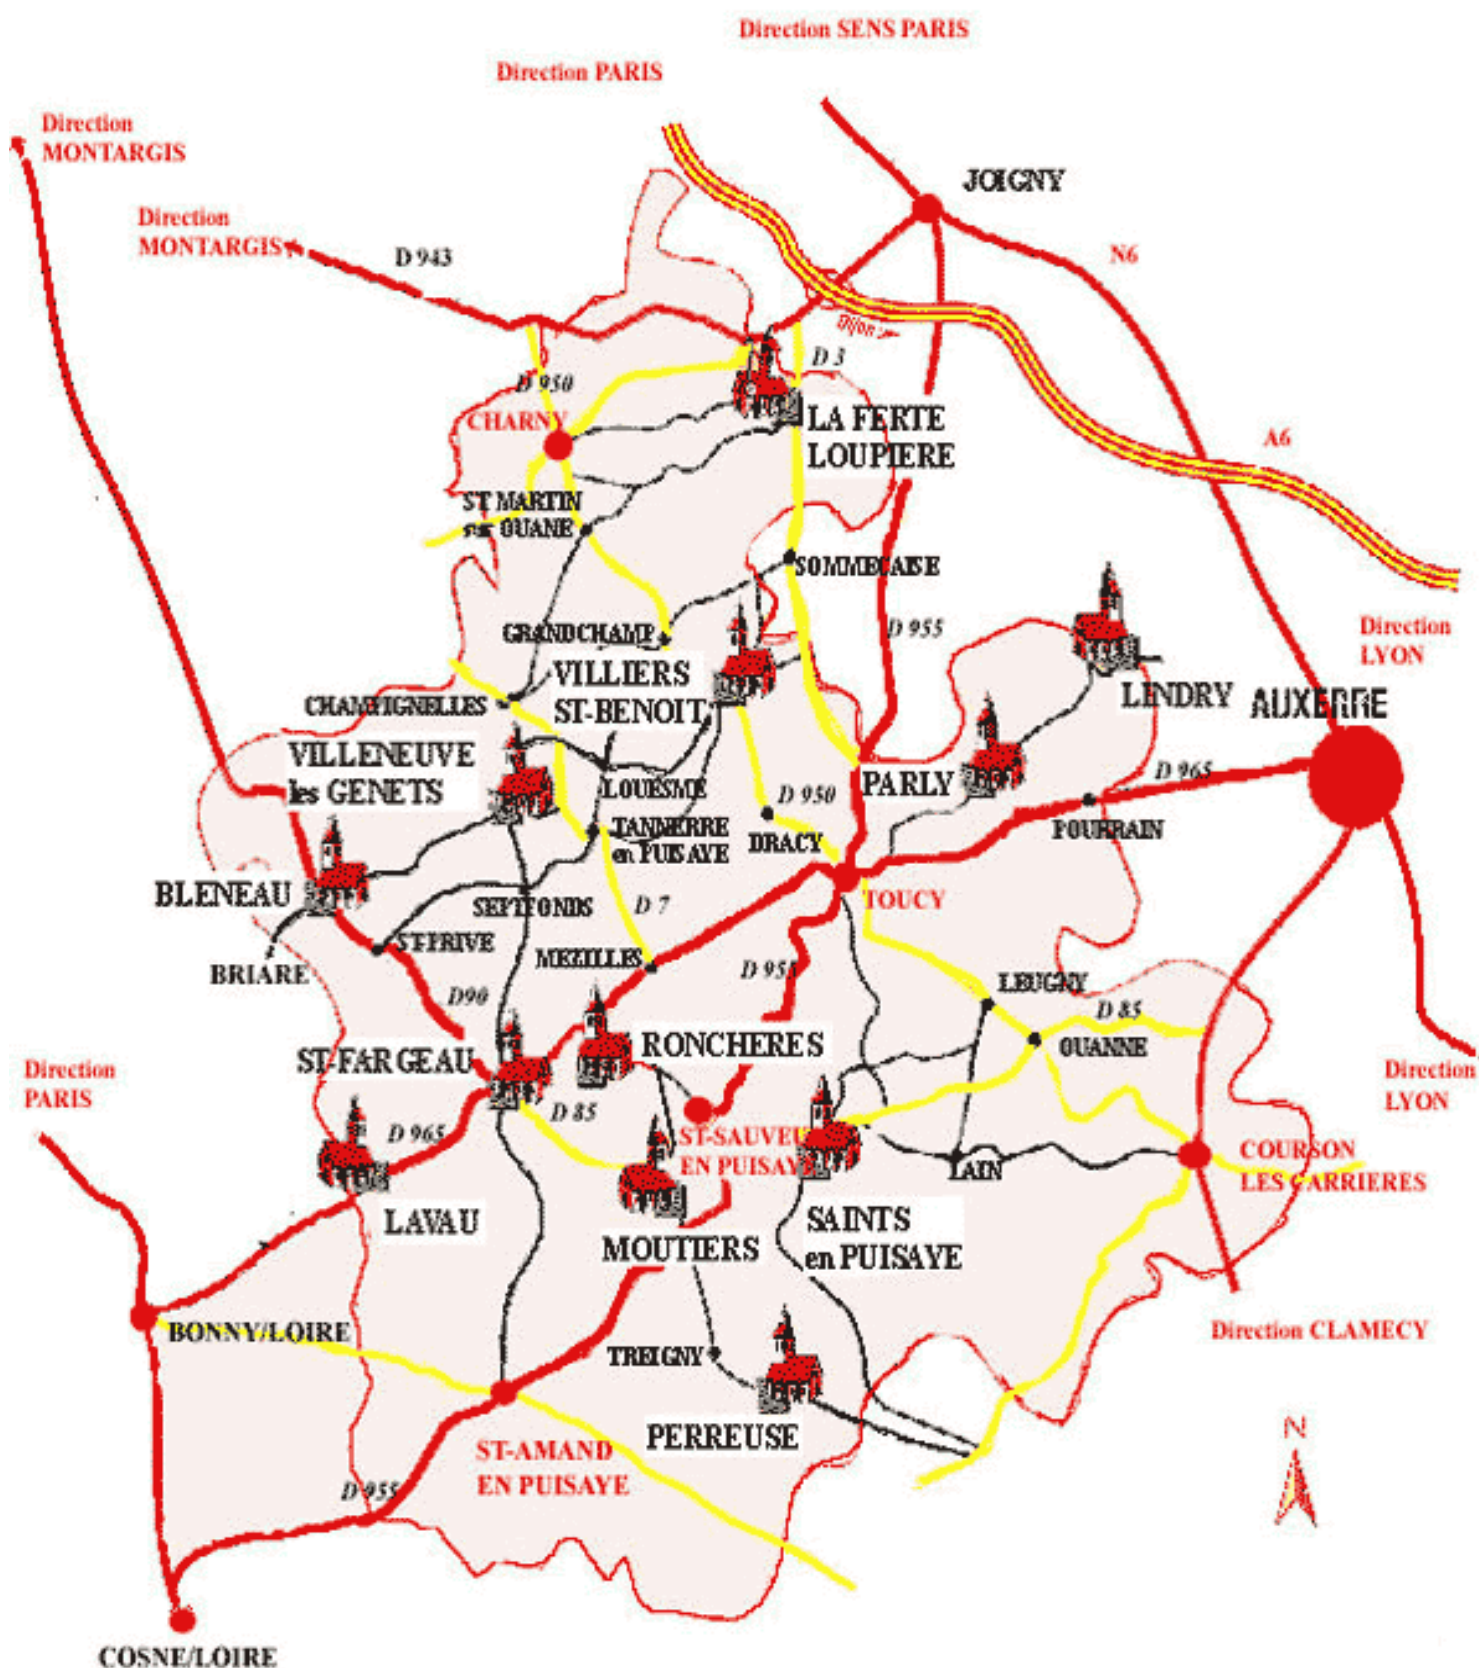 Direction SENS PARIS
Direction PARIS
Direction
MONTARGIS
JOIGNY
Direction
MONTARGIS
D 943
N6
Dijon
D 3
D 950
CHARNY
LA FERTE
LOUPIERE
A6
ST MARTIN
sur OUANE
SOMMECAISE
D 955
Direction
LYON
GRANDCHAMP
VILLIERS
ST-BENOIT
LINDRY
AUXERRE
CHAMPIGNELLES
VILLENEUVE
les GENETS
LOUESME
PARLY
D 965
D 950
TANNERRE
en PUISAYE
DRACY
POURRAIN
BLENEAU
SEPTFONDS
D 7
TOUCY
ST-PRIVE
MEZILLES
D 955
BRIARE
D90
LEUGNY
D 85
OUANNE
RONCHERES
ST-FARGEAU
Direction
PARIS
Direction
LYON
D 85
D 965
ST-SAUVEU
EN PUISAYE
COURSON
LES CARRIERES
LAIN
LAVAU
SAINTS
en PUISAYE
MOUTIERS
BONNY/LOIRE
Direction CLAMECY
TREIGNY
PERREUSE
N
ST-AMAND
EN PUISAYE
D 955
COSNE/LOIRE